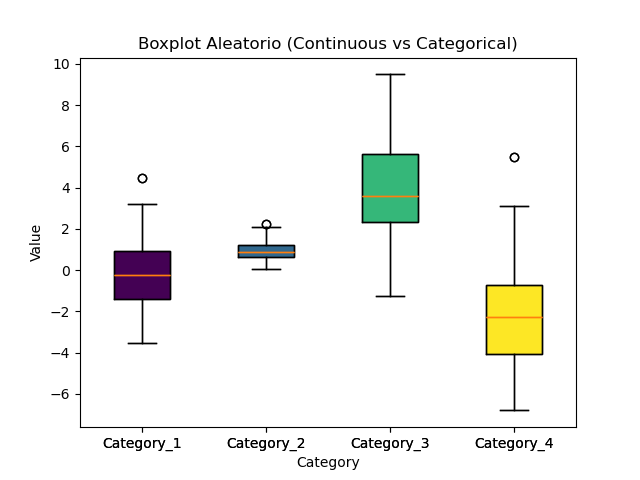 Boxplot Aleatorio (Continuous vs Categorical)
10
8
6
4
2
0
−2
−4
−6
Value
Category_1 Category_2 Category_3 Category_4
Category